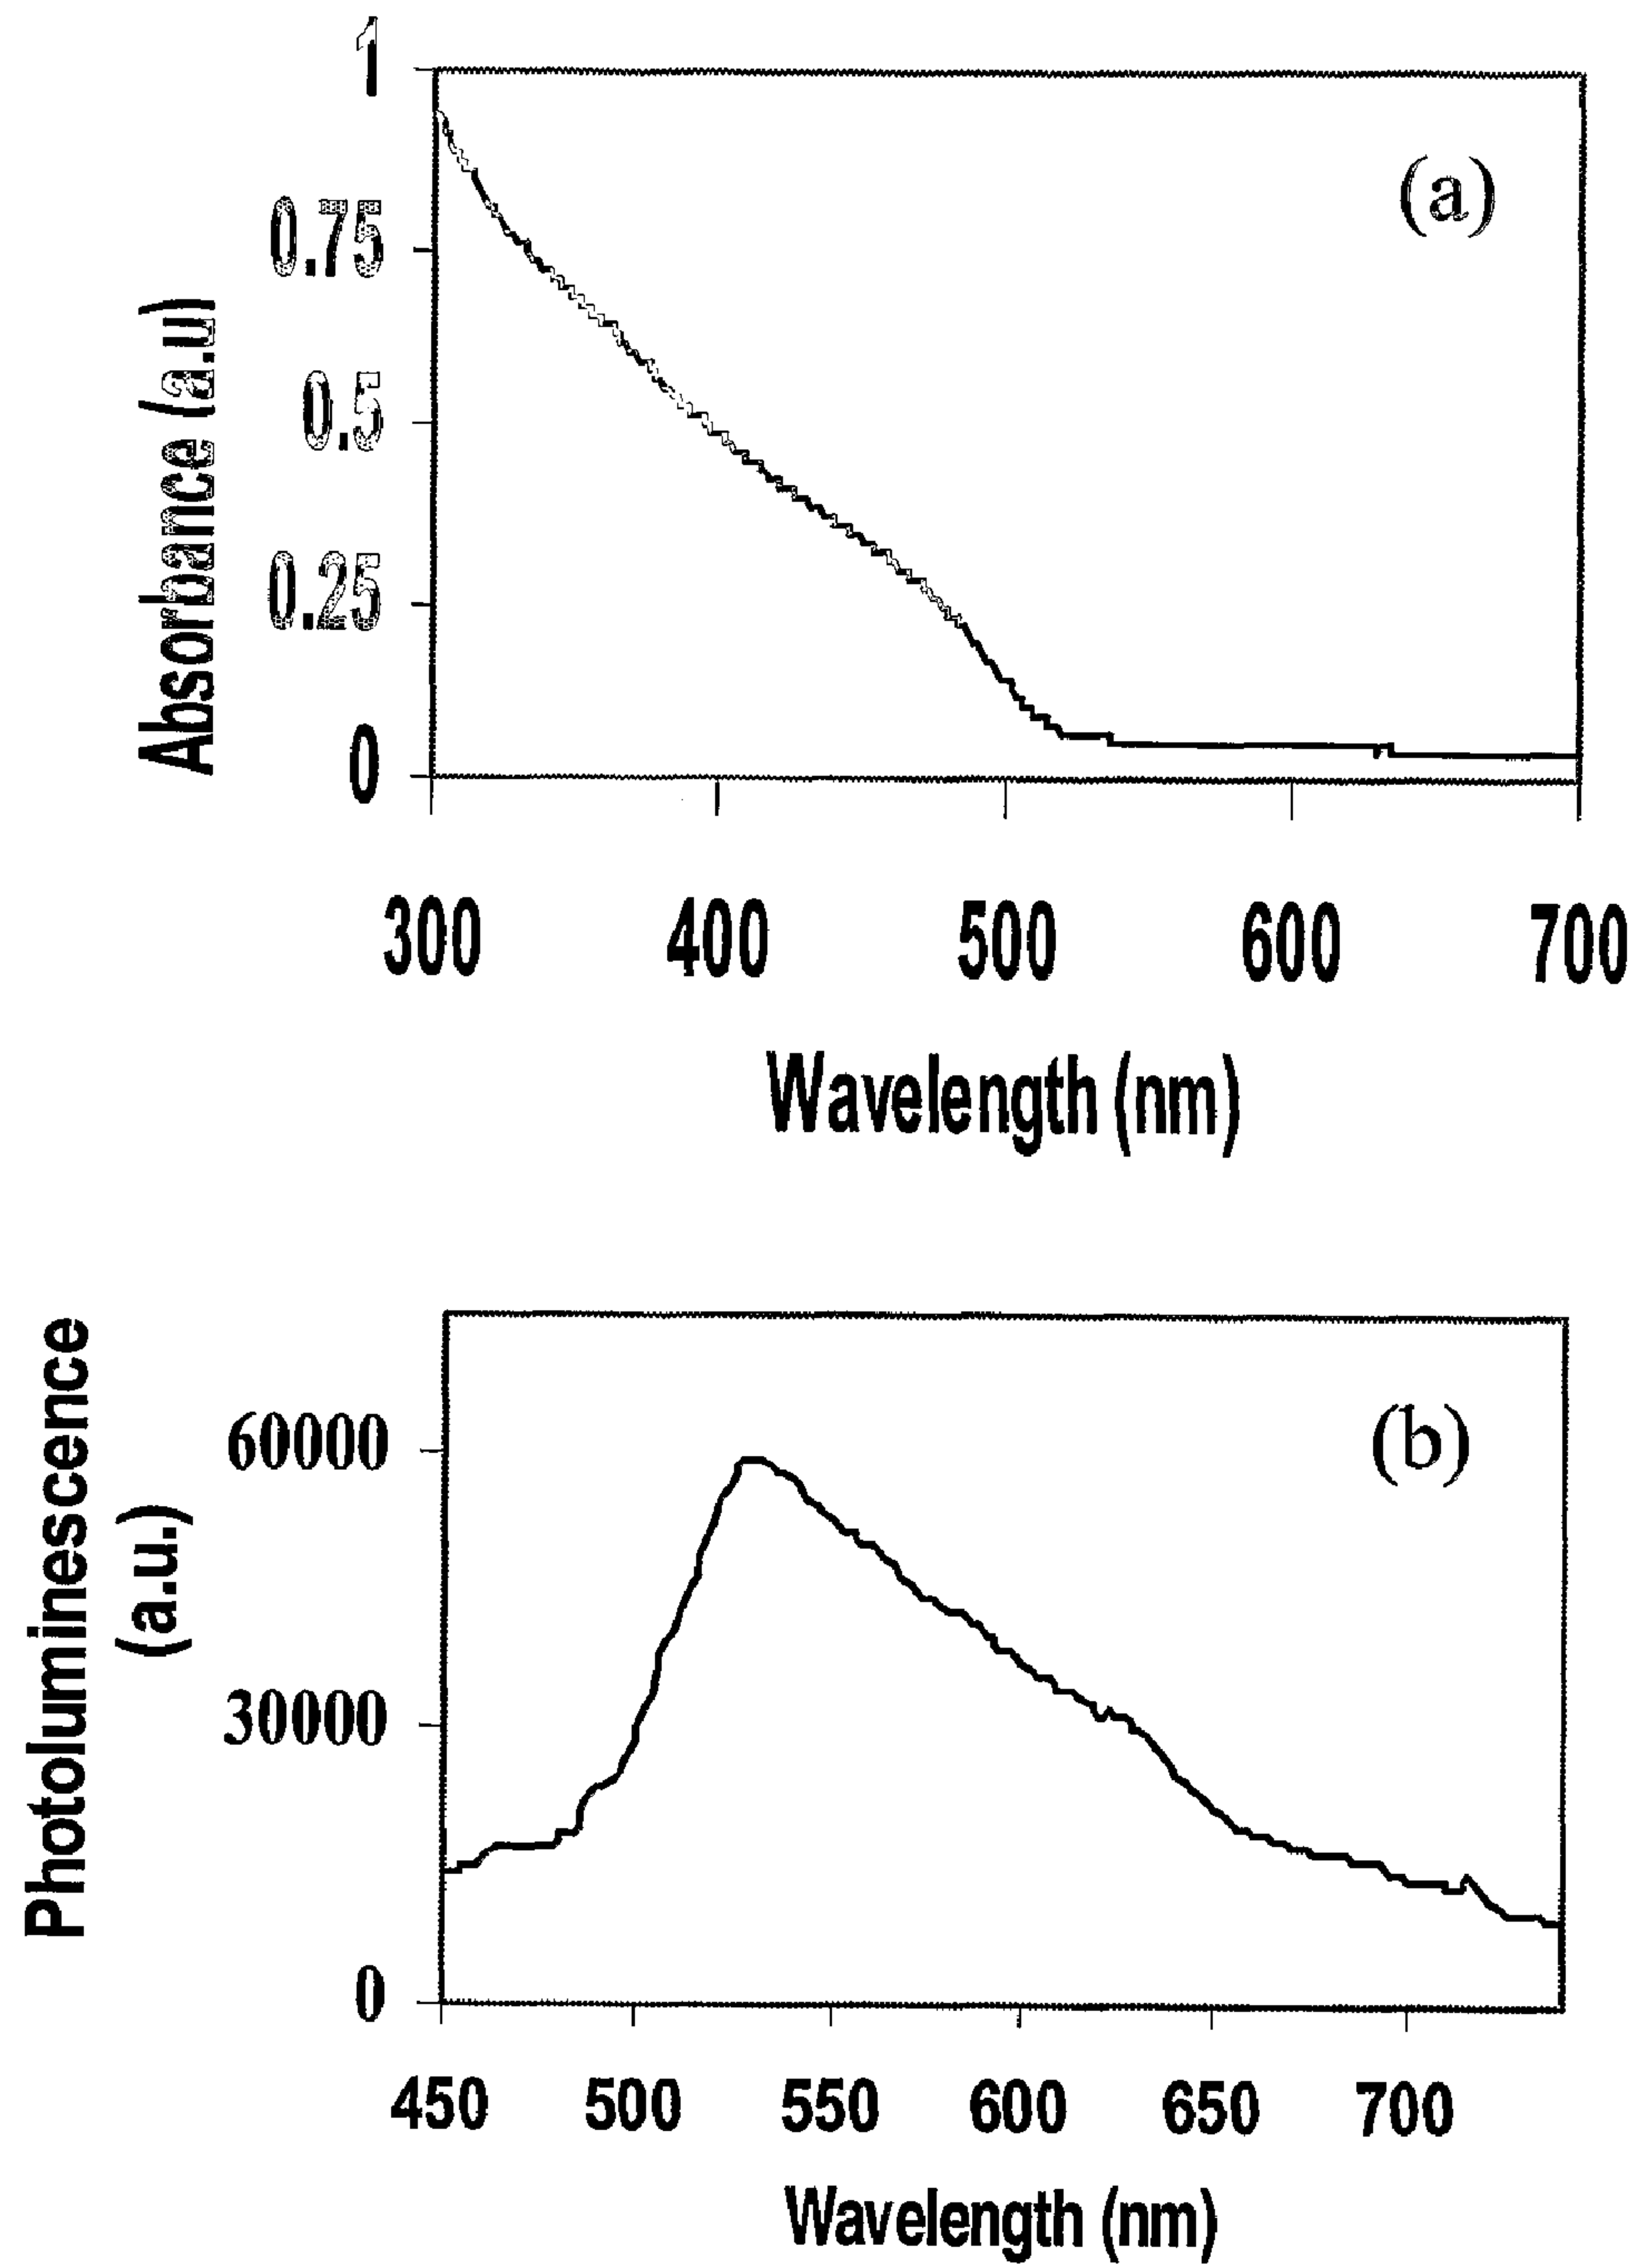 1
0.75
0.5
0.25
0
Absorbance (a.u)
(a)
300 400 500 600 700
Wavelength (nm)
Photoluminescence
(a.u.)
60000
30000
0
(b)
450 500 550 600 650 700
Wavelength (nm)